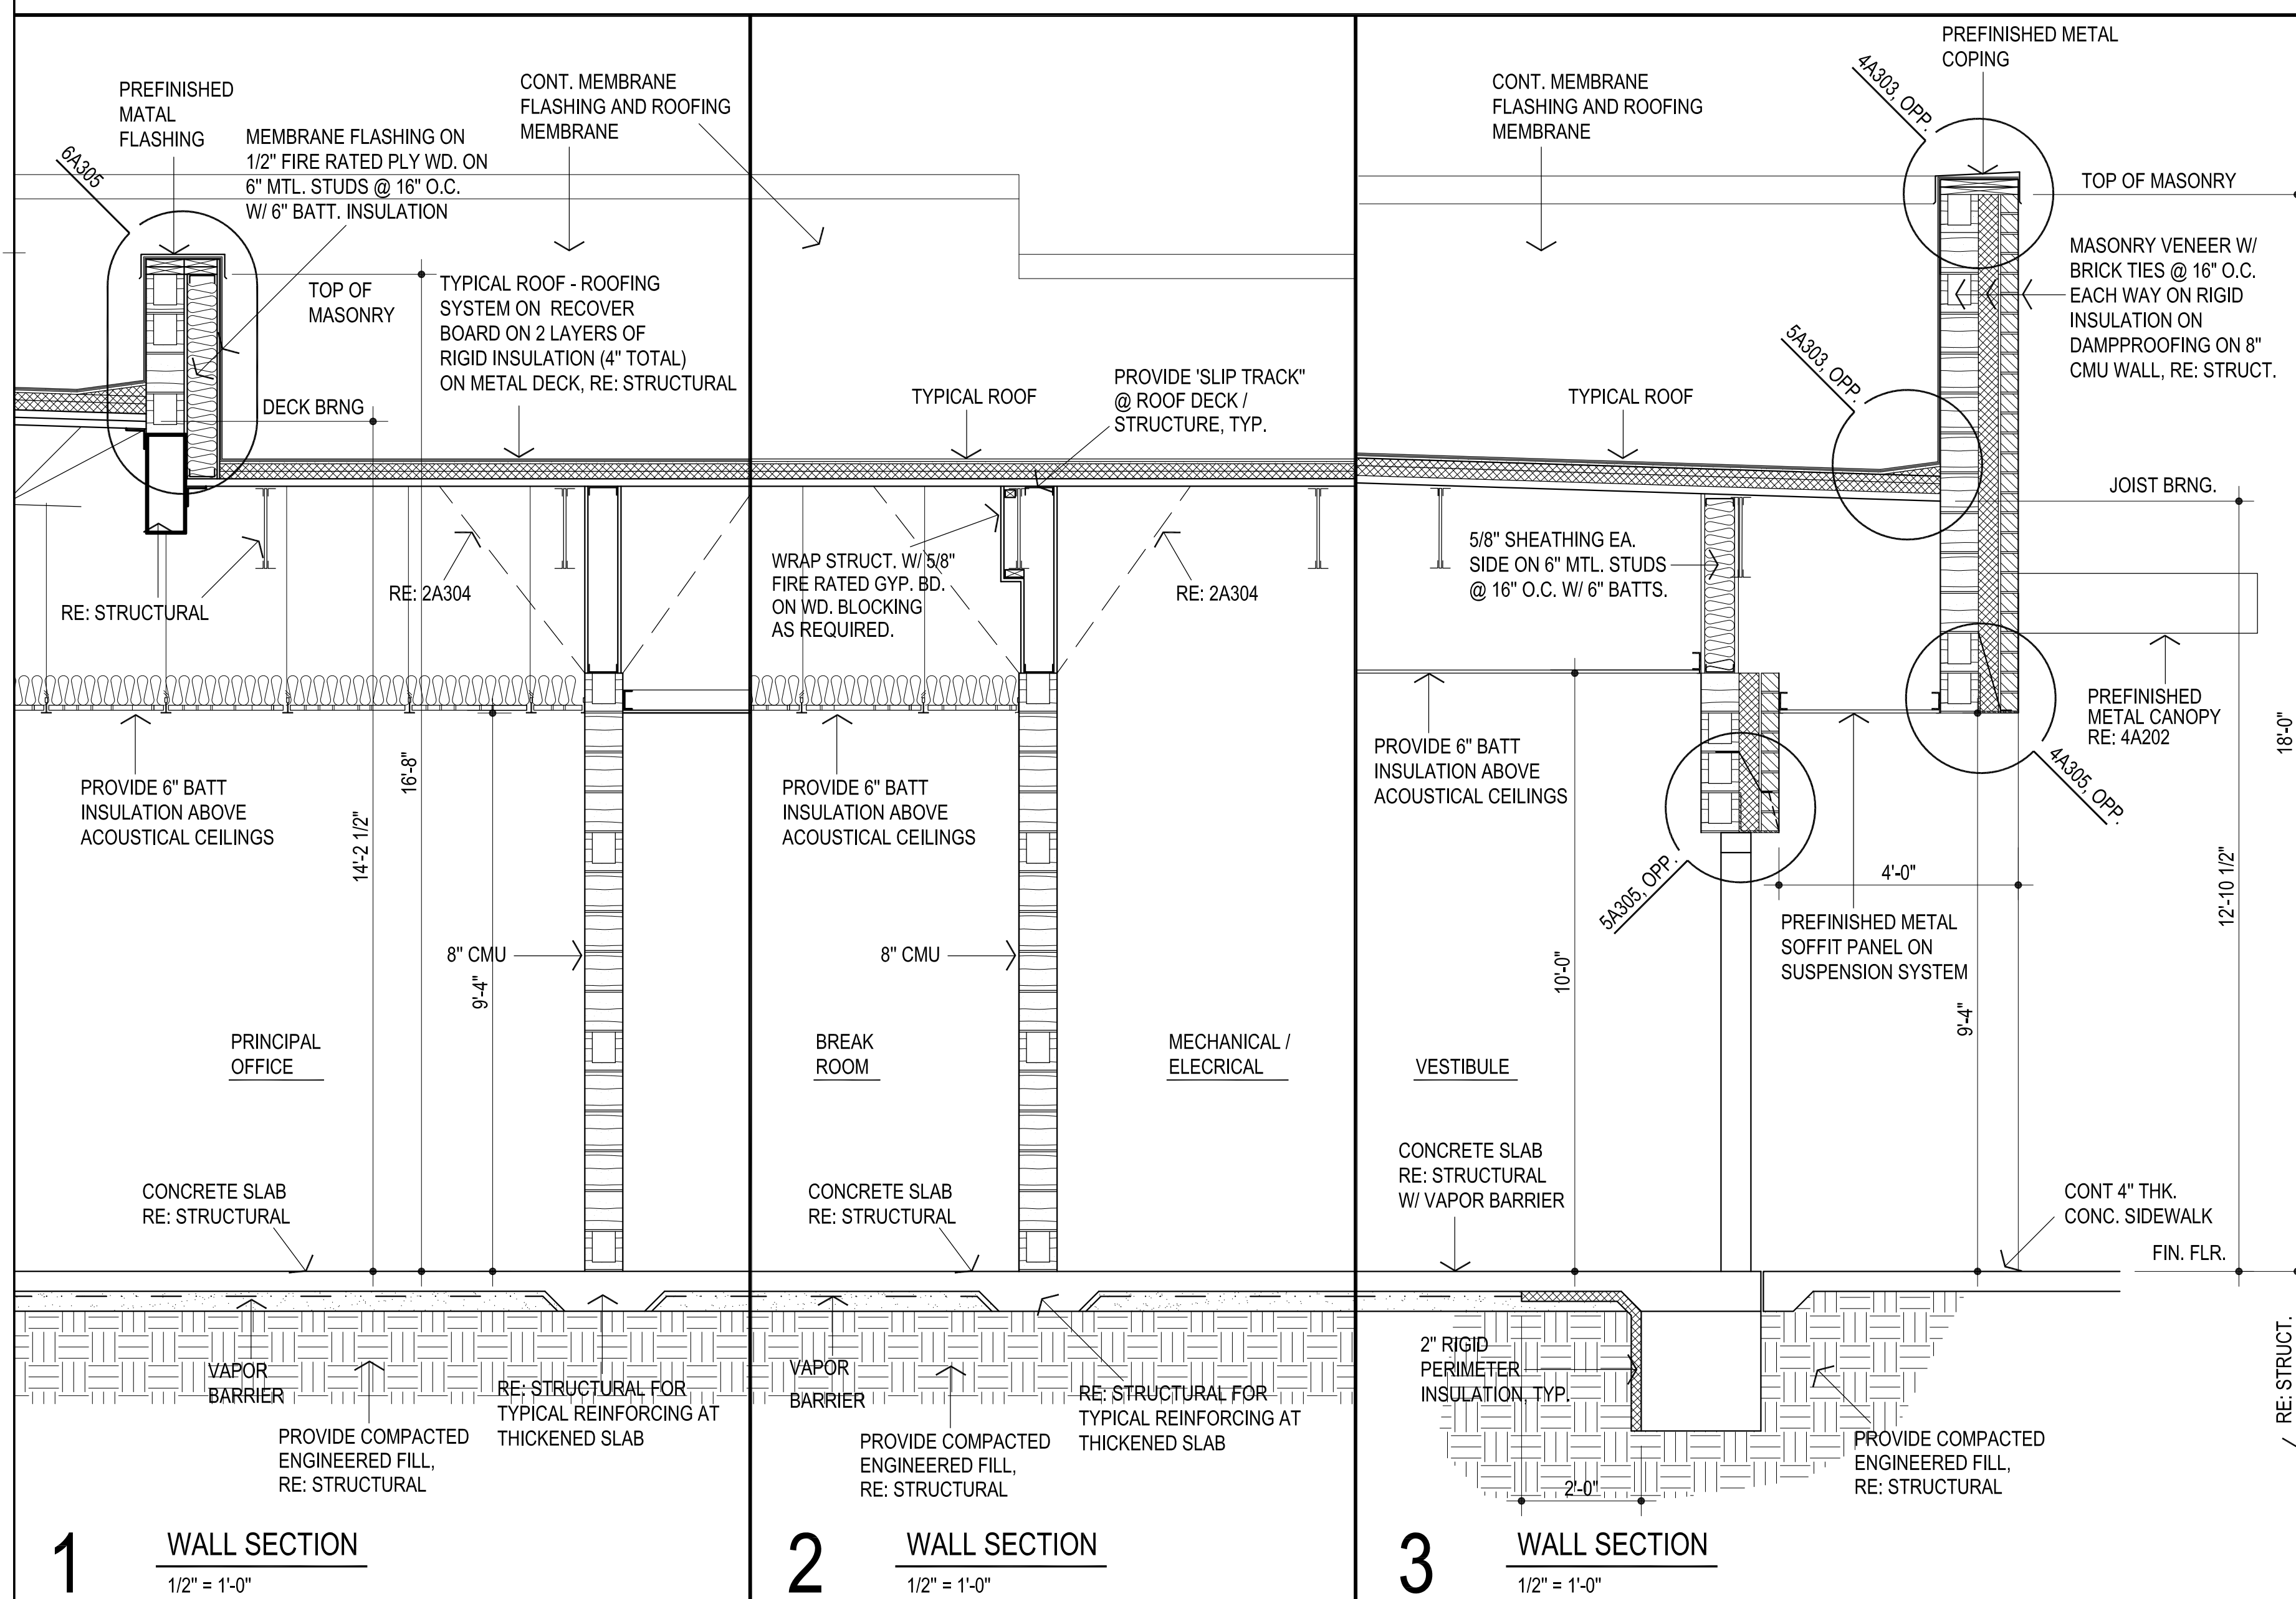 PREFINISHED
MATAL
FLASHING
MEMBRANE FLASHING ON
1/2" FIRE RATED PLY WD. ON
6" MTL. STUDS @ 16" O.C.
W/ 6" BATT. INSULATION
CONT. MEMBRANE
FLASHING AND ROOFING
MEMBRANE
6A305
TOP OF
MASONRY
TYPICAL ROOF - ROOFING
SYSTEM ON RECOVER
BOARD ON 2 LAYERS OF
RIGID INSULATION (4" TOTAL)
ON METAL DECK, RE: STRUCTURAL
DECK BRNG
RE: STRUCTURAL
RE: 2A304
16'-8"
14'-2 1/2"
9'-4"
PROVIDE 6" BATT
INSULATION ABOVE
ACOUSTICAL CEILINGS
8" CMU
PRINCIPAL
OFFICE
CONCRETE SLAB
RE: STRUCTURAL
VAPOR
BARRIER
PROVIDE COMPACTED
ENGINEERED FILL,
RE: STRUCTURAL
RE: STRUCTURAL FOR
TYPICAL REINFORCING AT
THICKENED SLAB
1
WALL SECTION
1/2" = 1'-0"
TYPICAL ROOF
PROVIDE 'SLIP TRACK"
@ ROOF DECK /
STRUCTURE, TYP.
WRAP STRUCT. W/ 5/8"
FIRE RATED GYP. BD.
ON WD. BLOCKING
AS REQUIRED.
RE: 2A304
PROVIDE 6" BATT
INSULATION ABOVE
ACOUSTICAL CEILINGS
8" CMU
BREAK
ROOM
MECHANICAL /
ELECRICAL
CONCRETE SLAB
RE: STRUCTURAL
VAPOR
BARRIER
PROVIDE COMPACTED
ENGINEERED FILL,
RE: STRUCTURAL
RE: STRUCTURAL FOR
TYPICAL REINFORCING AT
THICKENED SLAB
2
WALL SECTION
1/2" = 1'-0"
CONT. MEMBRANE
FLASHING AND ROOFING
MEMBRANE
PREFINISHED METAL
COPING
4A303, OPP.
TOP OF MASONRY
MASONRY VENEER W/
BRICK TIES @ 16" O.C.
EACH WAY ON RIGID
INSULATION ON
DAMPPROOFING ON 8"
CMU WALL, RE: STRUCT.
5A303, OPP.
TYPICAL ROOF
JOIST BRNG.
5/8" SHEATHING EA.
SIDE ON 6" MTL. STUDS
@ 16" O.C. W/ 6" BATTS.
PREFINISHED
METAL CANOPY
RE: 4A202
18'-0"
PROVIDE 6" BATT
INSULATION ABOVE
ACOUSTICAL CEILINGS
4A305, OPP.
5A305, OPP.
4'-0"
12'-10 1/2"
PREFINISHED METAL
SOFFIT PANEL ON
SUSPENSION SYSTEM
10'-0"
9'-4"
VESTIBULE
CONCRETE SLAB
RE: STRUCTURAL
W/ VAPOR BARRIER
CONT 4" THK.
CONC. SIDEWALK
FIN. FLR.
2" RIGID
PERIMETER
INSULATION, TYP.
RE: STRUCT.
PROVIDE COMPACTED
ENGINEERED FILL,
RE: STRUCTURAL
2'-0"
3
WALL SECTION
1/2" = 1'-0"